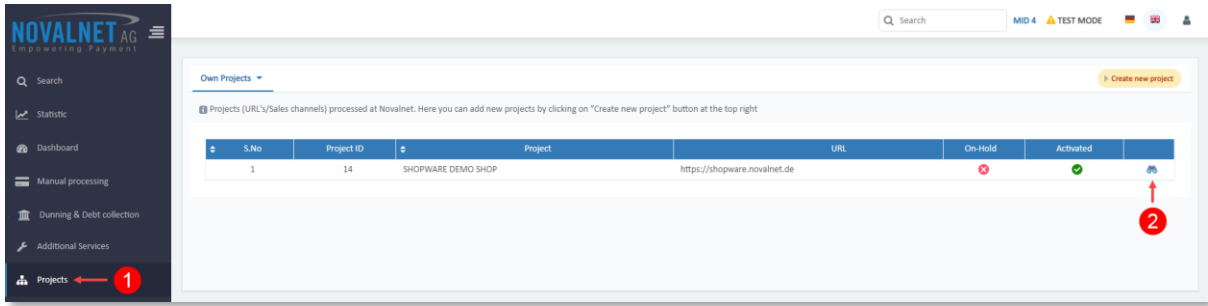 Search
MID 4 TEST MODE
NOVALNET AG
Empowering Payment
Search
Statistic
Dashboard
Manual processing
Dunning & Debt collection
Additional Services
Projects
1
Own Projects
Create new project
Projects (URL's/Sales channels) processed at Novalnet. Here you can add new projects by clicking on "Create new project" button at the top right
S.No Project ID Project URL On-Hold Activated
1 14 SHOPWARE DEMO SHOP https://shopware.novalnet.de
2